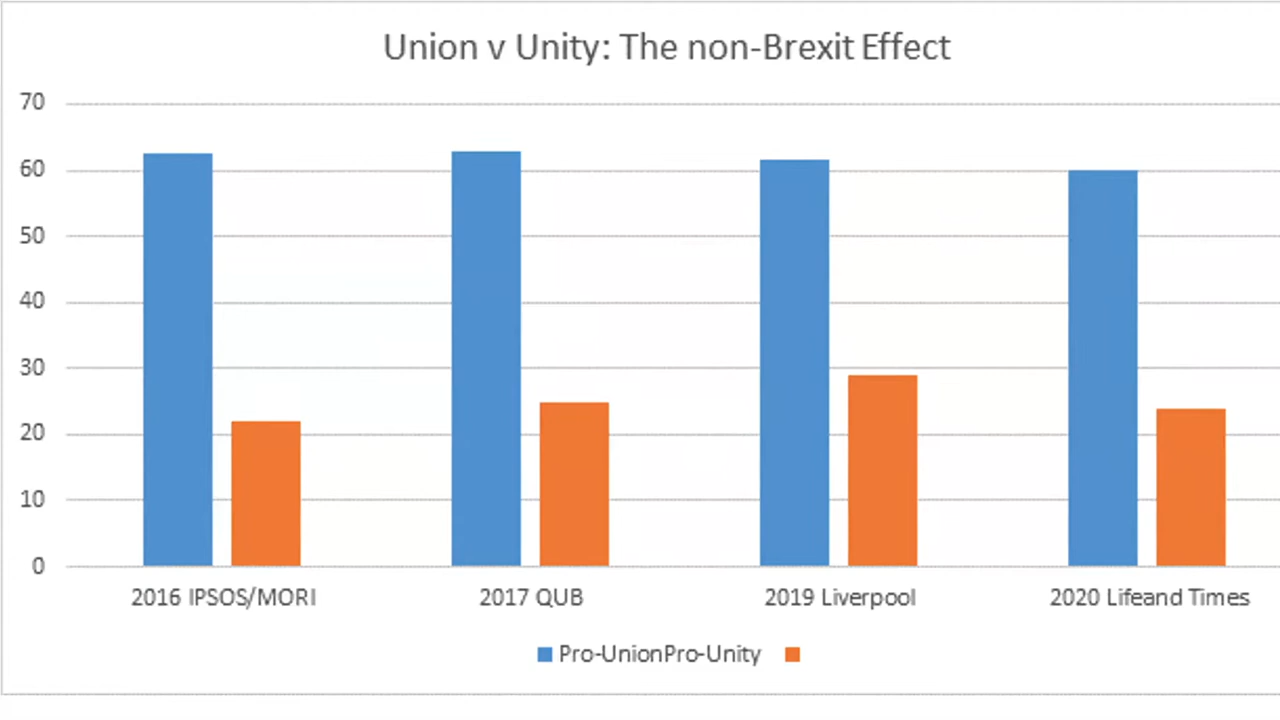 Union v Unity: The non-Brexit Effect
70
60
50
40
30
20
10
0
2016 IPSOS/MORI 2017 QUB 2019 Liverpool 2020 Lifeand Times
Pro-UnionPro-Unity